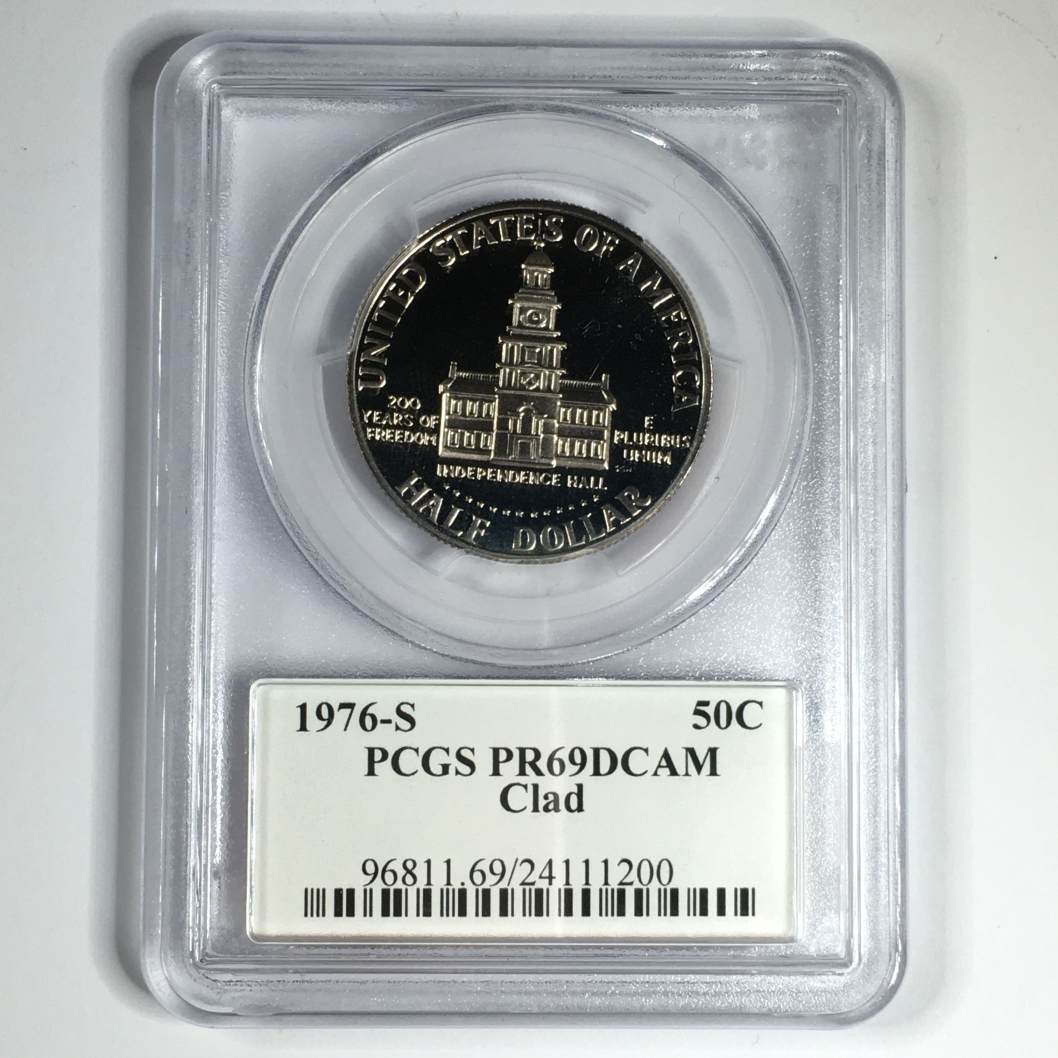 UNITED STATES OF AMERICA
200
YEARS OF
FREEDOM
E
PLURIBUS
UNUM
INDEPENDENCE HALL
HALF DOLLAR
1976-S 50C
PCGS PR69DCAM
Clad
96811.69/24111200